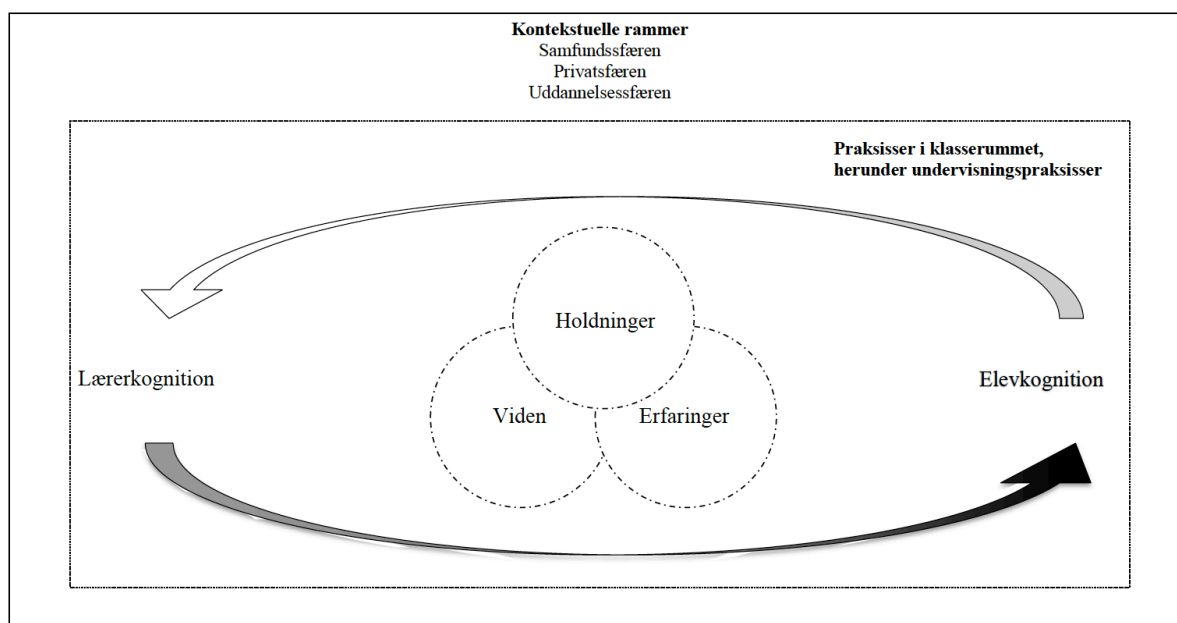 Kontekstuelle rammer
Samfundssfæren
Privatsfæren
Uddannelsessfæren
Praksisser i klasserummet,
herunder undervisningspraksisser
Holdninger
Lærerkognition
Elevkognition
Viden
Erfaringer